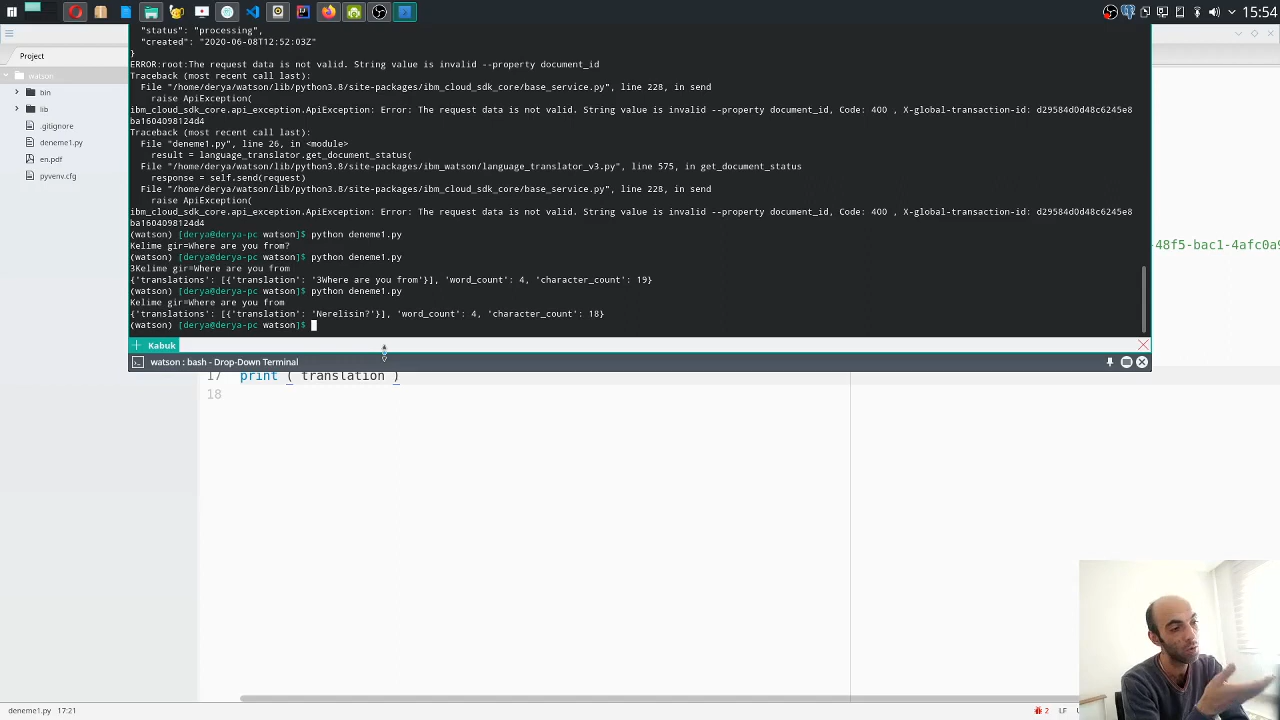 15:54
"status": "processing",
"created": "2020-06-08T12:52:03Z"
}
ERROR:root:The request data is not valid. String value is invalid --property document_id
Traceback (most recent call last):
File "/home/derya/watson/lib/python3.8/site-packages/ibm_cloud_sdk_core/base_service.py", line 228, in send
raise ApiException(
ibm_cloud_sdk_core.api_exception.ApiException: Error: The request data is not valid. String value is invalid --property document_id, Code: 400 , X-global-transaction-id: d29584d0d48c6245e8
ba1604098124d4
Traceback (most recent call last):
File "deneme1.py", line 26, in <module>
result = language_translator.get_document_status(
File "/home/derya/watson/lib/python3.8/site-packages/ibm_watson/language_translator_v3.py", line 575, in get_document_status
response = self.send(request)
File "/home/derya/watson/lib/python3.8/site-packages/ibm_cloud_sdk_core/base_service.py", line 228, in send
raise ApiException(
ibm_cloud_sdk_core.api_exception.ApiException: Error: The request data is not valid. String value is invalid --property document_id, Code: 400 , X-global-transaction-id: d29584d0d48c6245e8
ba1604098124d4
(watson) [derya@derya-pc watson]$ python deneme1.py
Kelime gir=Where are you from?
(watson) [derya@derya-pc watson]$ python deneme1.py
3Kelime gir=Where are you from
{'translations': [{'translation': '3Where are you from'}], 'word_count': 4, 'character_count': 19}
(watson) [derya@derya-pc watson]$ python deneme1.py
Kelime gir=Where are you from
{'translations': [{'translation': 'Nerelisin?'}], 'word_count': 4, 'character_count': 18}
(watson) [derya@derya-pc watson]$
Kabuk
watson : bash - Drop-Down Terminal
Project
watson
bin
lib
.gitignore
deneme1.py
en.pdf
pyvenv.cfg
-48f5-bac1-4afc0a9
17 print ( translation )
18
deneme1.py 17:21
2 LF